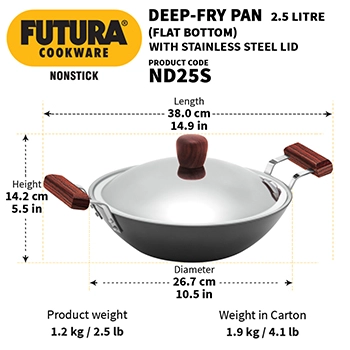 FUTURA®
COOKWARE
NONSTICK
DEEP-FRY PAN 2.5 LITRE
(FLAT BOTTOM)
WITH STAINLESS STEEL LID
PRODUCT CODE
ND25S
Length
38.0 cm
14.9 in
Height
14.2 cm
5.5 in
Diameter
26.7 cm
10.5 in
Product weight
1.2 kg / 2.5 lb
Weight in Carton
1.9 kg / 4.1 lb